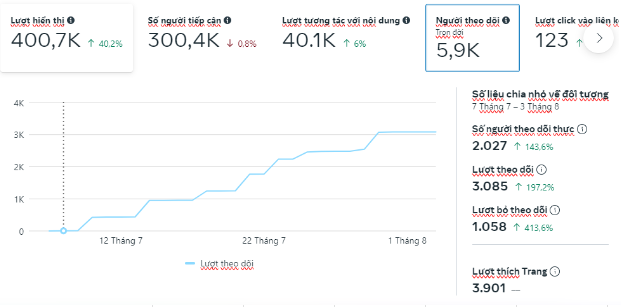 Lượt hiển thị
400,7K ↑ 40.2%
Số người tiếp cận
300,4K ↓ 0.8%
Lượt tương tác với nội dung
40.1K ↑ 6%
Người theo dõi
Trọn đời
5,9K
Lượt click vào liên k
123 ↑
4K
3K
2K
1K
0
12 Tháng 7
22 Tháng 7
1 Tháng 8
Lượt theo dõi
Số liệu chia nhỏ về đối tượng
7 Tháng 7 – 3 Tháng 8
Số người theo dõi thực
2.027 ↑ 143,6%
Lượt theo dõi
3.085 ↑ 197,2%
Lượt bỏ theo dõi
1.058 ↑ 413,6%
Lượt thích Trang
3.901 —